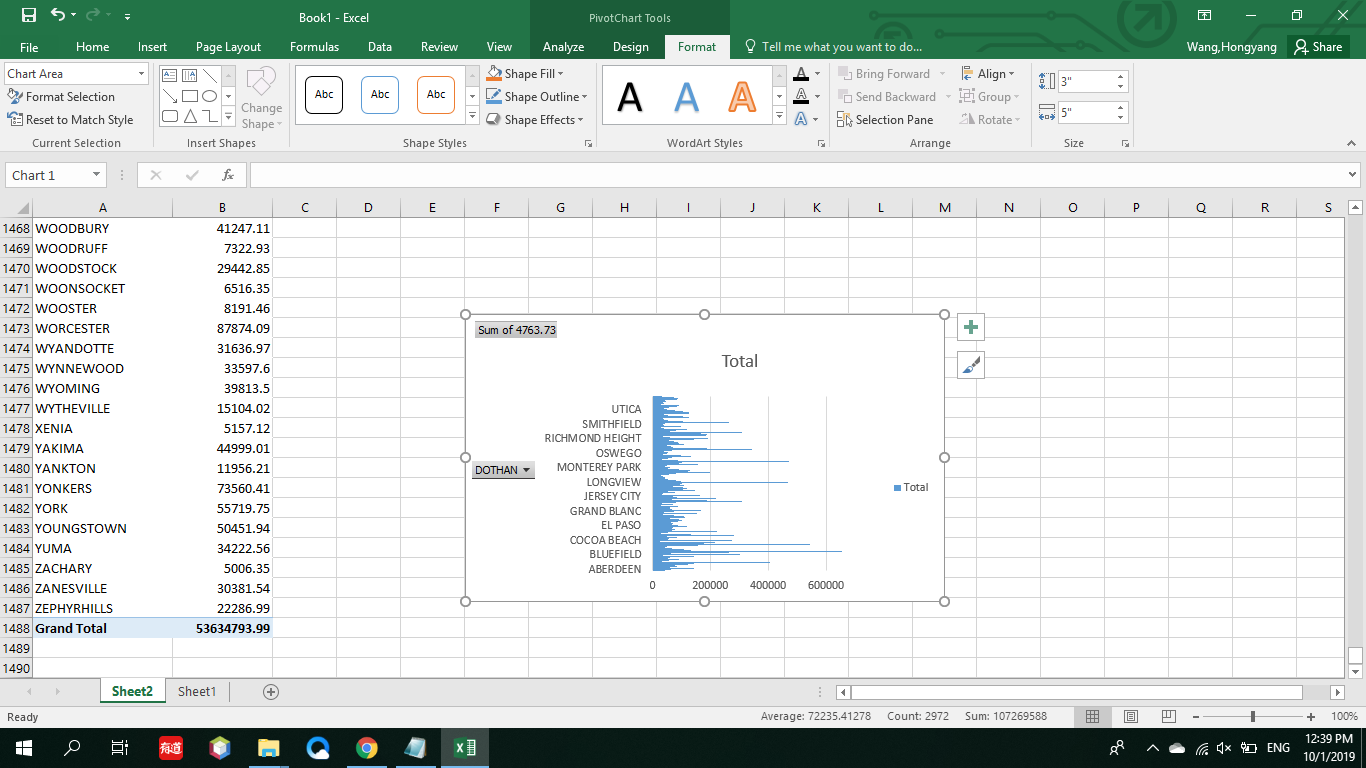 Book1 - Excel
PivotChart Tools
File
Home
Insert
Page Layout
Formulas
Data
Review
View
Analyze
Design
Format
Tell me what you want to do...
Wang,Hongyang
Share
Chart Area
Format Selection
Reset to Match Style
Current Selection
Change
Shape
Insert Shapes
Abc
Abc
Abc
Shape Fill
Shape Outline
Shape Effects
Shape Styles
A
A
A
A
A
A
WordArt Styles
Bring Forward
Send Backward
Selection Pane
Align
Group
Rotate
Arrange
3"
5"
Size
Chart 1
fx
A B C D E F G H I J K L M N O P Q R S
1468 WOODBURY 41247.11
1469 WOODRUFF 7322.93
1470 WOODSTOCK 29442.85
1471 WOONSOCKET 6516.35
1472 WOOSTER 8191.46
1473 WORCESTER 87874.09
1474 WYANDOTTE 31636.97
1475 WYNNEWOOD 33597.6
1476 WYOMING 39813.5
1477 WYTHEVILLE 15104.02
1478 XENIA 5157.12
1479 YAKIMA 44999.01
1480 YANKTON 11956.21
1481 YONKERS 73560.41
1482 YORK 55719.75
1483 YOUNGSTOWN 50451.94
1484 YUMA 34222.56
1485 ZACHARY 5006.35
1486 ZANESVILLE 30381.54
1487 ZEPHYRHILLS 22286.99
1488 Grand Total 53634793.99
1489
1490
Sum of 4763.73
Total
UTICA
SMITHFIELD
RICHMOND HEIGHT
OSWEGO
MONTEREY PARK
LONGVIEW
JERSEY CITY
GRAND BLANC
EL PASO
COCOA BEACH
BLUEFIELD
ABERDEEN
DOTHAN
Total
0 200000 400000 600000
Sheet2
Sheet1
Ready
Average: 72235.41278
Count: 2972
Sum: 107269588
100%
有道
ENG
12:39 PM
10/1/2019